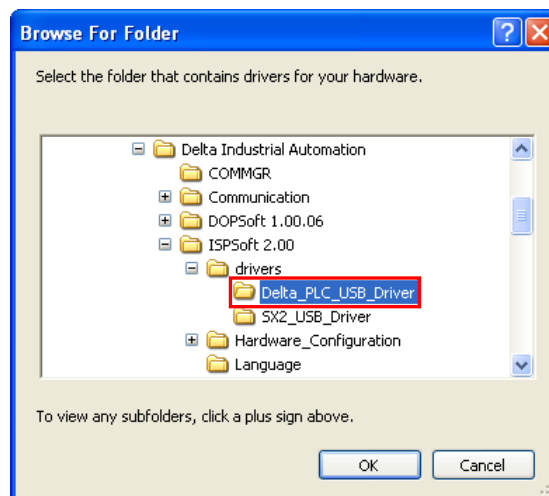 Browse For Folder
Select the folder that contains drivers for your hardware.
Delta Industrial Automation
COMMGR
Communication
DOPSoft 1.00.06
ISPSoft 2.00
drivers
Delta_PLC_USB_Driver
SX2_USB_Driver
Hardware_Configuration
Language
To view any subfolders, click a plus sign above.
OK Cancel